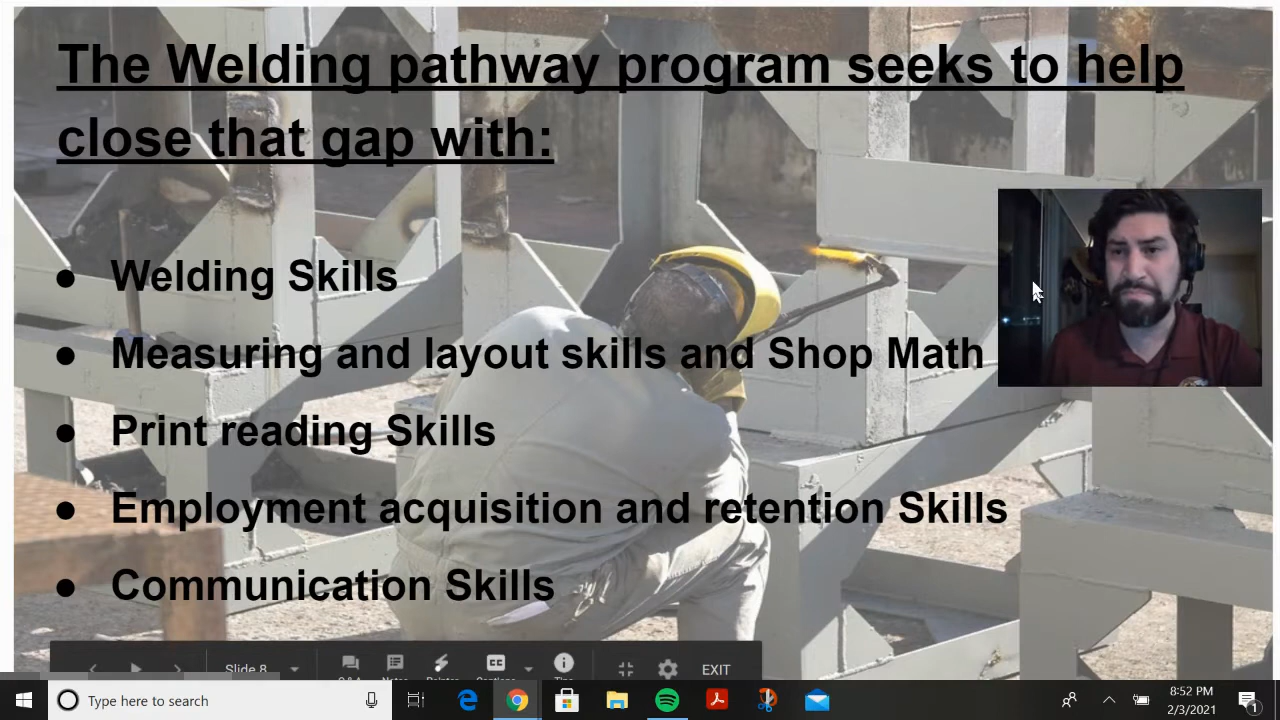 The Welding pathway program seeks to help
close that gap with:
● Welding Skills
● Measuring and layout skills and Shop Math
● Print reading Skills
● Employment acquisition and retention Skills
● Communication Skills
Slide 8
EXIT
Type here to search
8:52 PM
2/3/2021
1